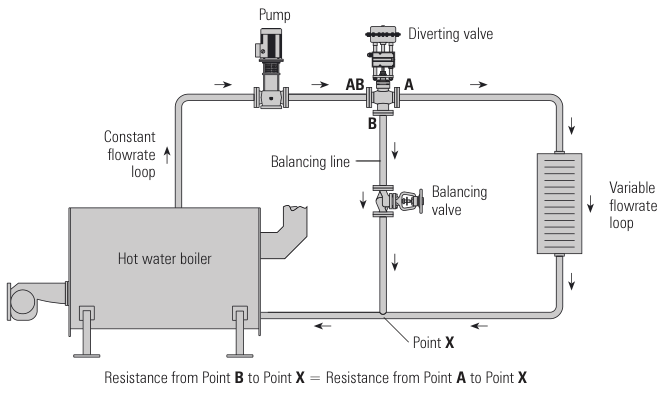 Pump
Diverting valve
AB
A
B
Constant
flowrate
loop
Balancing line
Balancing
valve
Variable
flowrate
loop
Hot water boiler
Point X
Resistance from Point B to Point X = Resistance from Point A to Point X